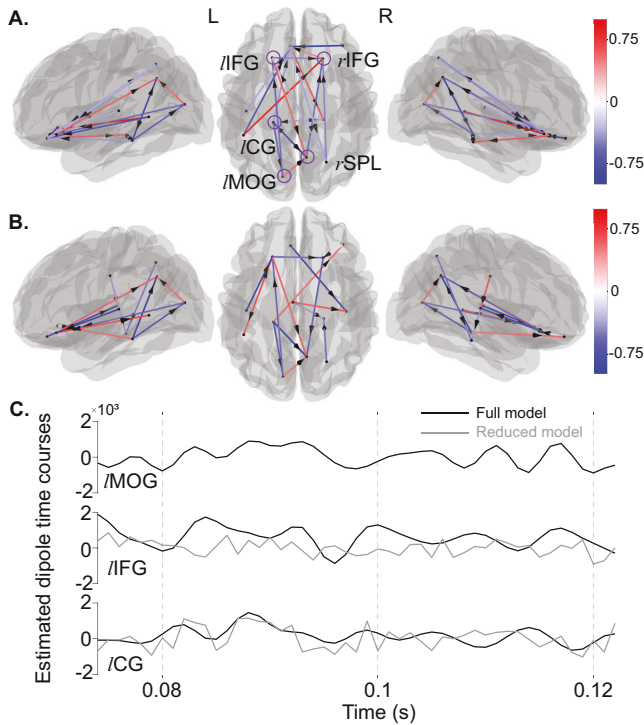 A.
L
R
lIFG
rIFG
lCG
lMOG
rSPL
0.75
0
-0.75
B.
0.75
0
-0.75
C.
×10³
Full model
Reduced model
Estimated dipole time courses
2
0
-2
lMOG
2
0
-2
lIFG
2
0
-2
lCG
0.08
0.1
0.12
Time (s)